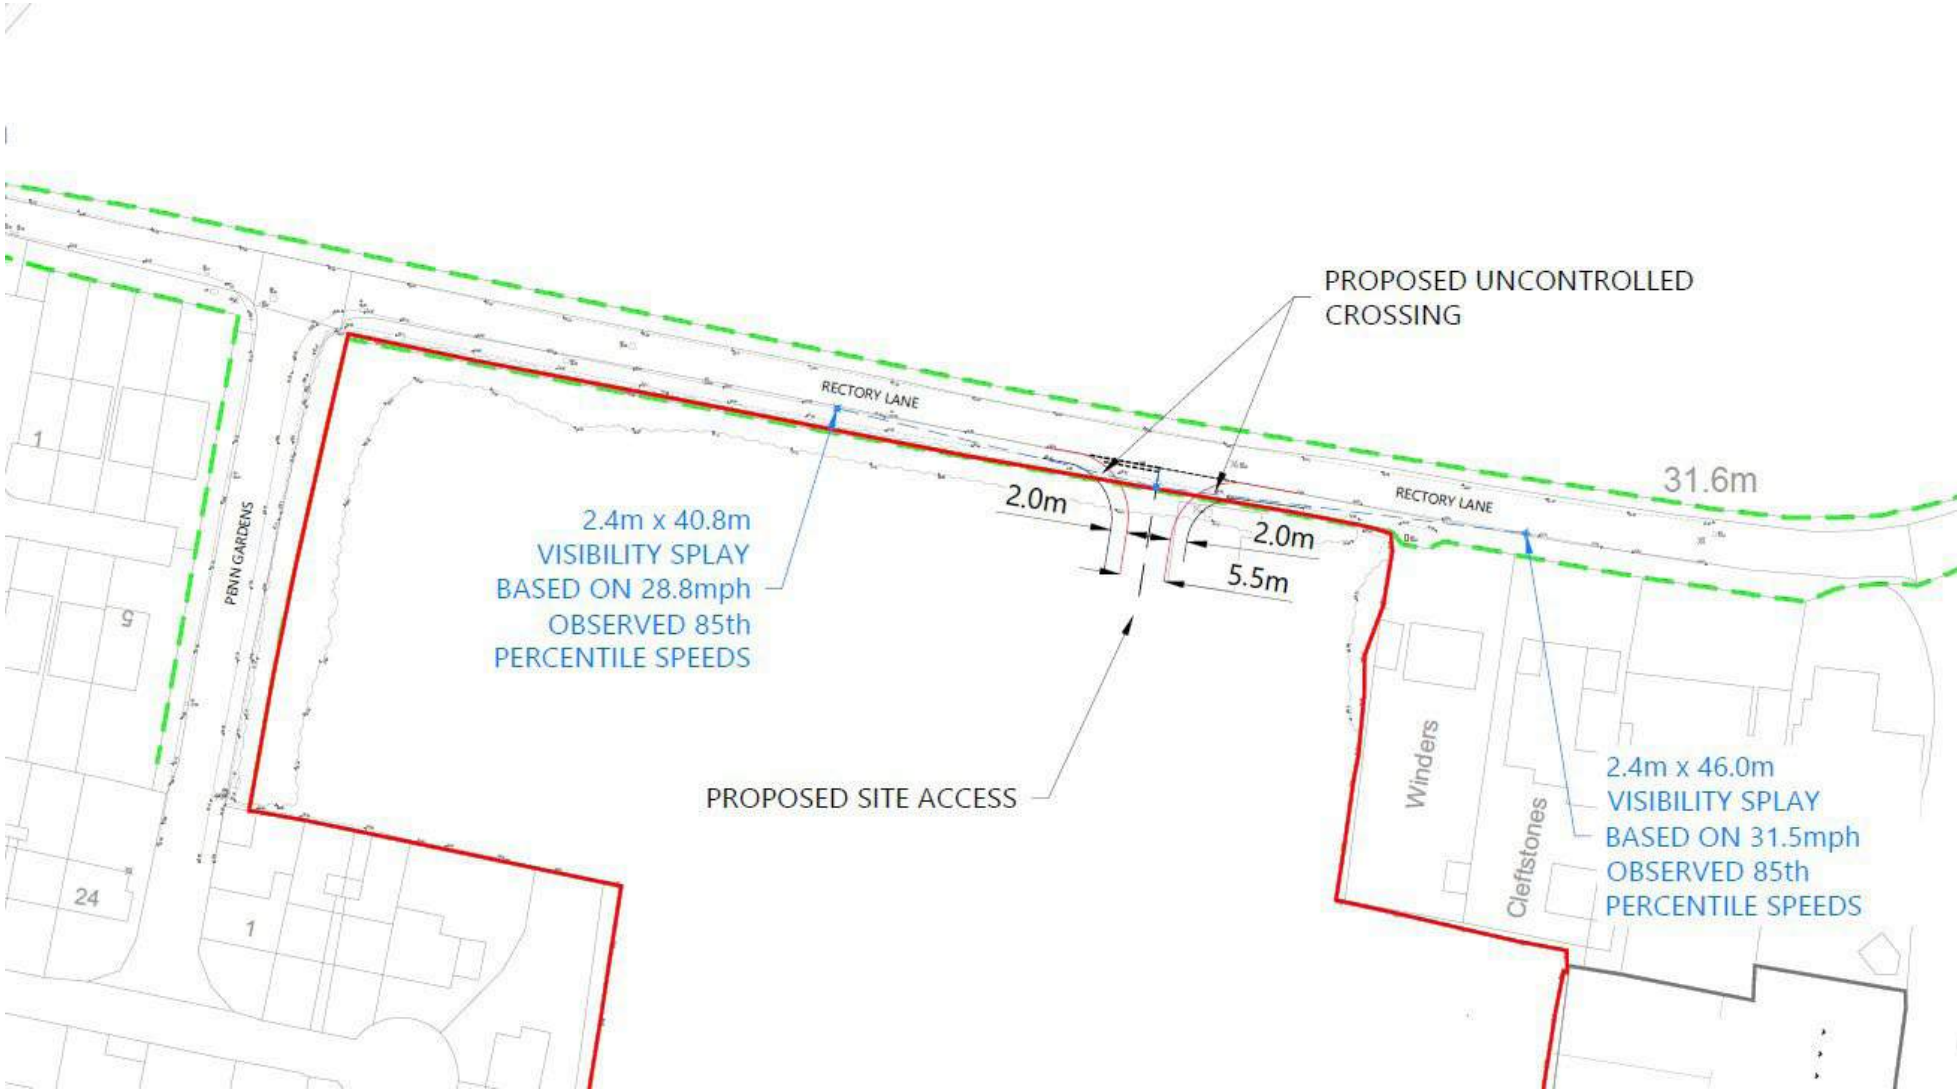 PROPOSED UNCONTROLLED
CROSSING
RECTORY LANE
31.6m
RECTORY LANE
2.0m
2.0m
5.5m
2.4m x 40.8m
VISIBILITY SPLAY
BASED ON 28.8mph
OBSERVED 85th
PERCENTILE SPEEDS
PENN GARDENS
1
5
PROPOSED SITE ACCESS
Winders
Cleftstones
2.4m x 46.0m
VISIBILITY SPLAY
BASED ON 31.5mph
OBSERVED 85th
PERCENTILE SPEEDS
24
1